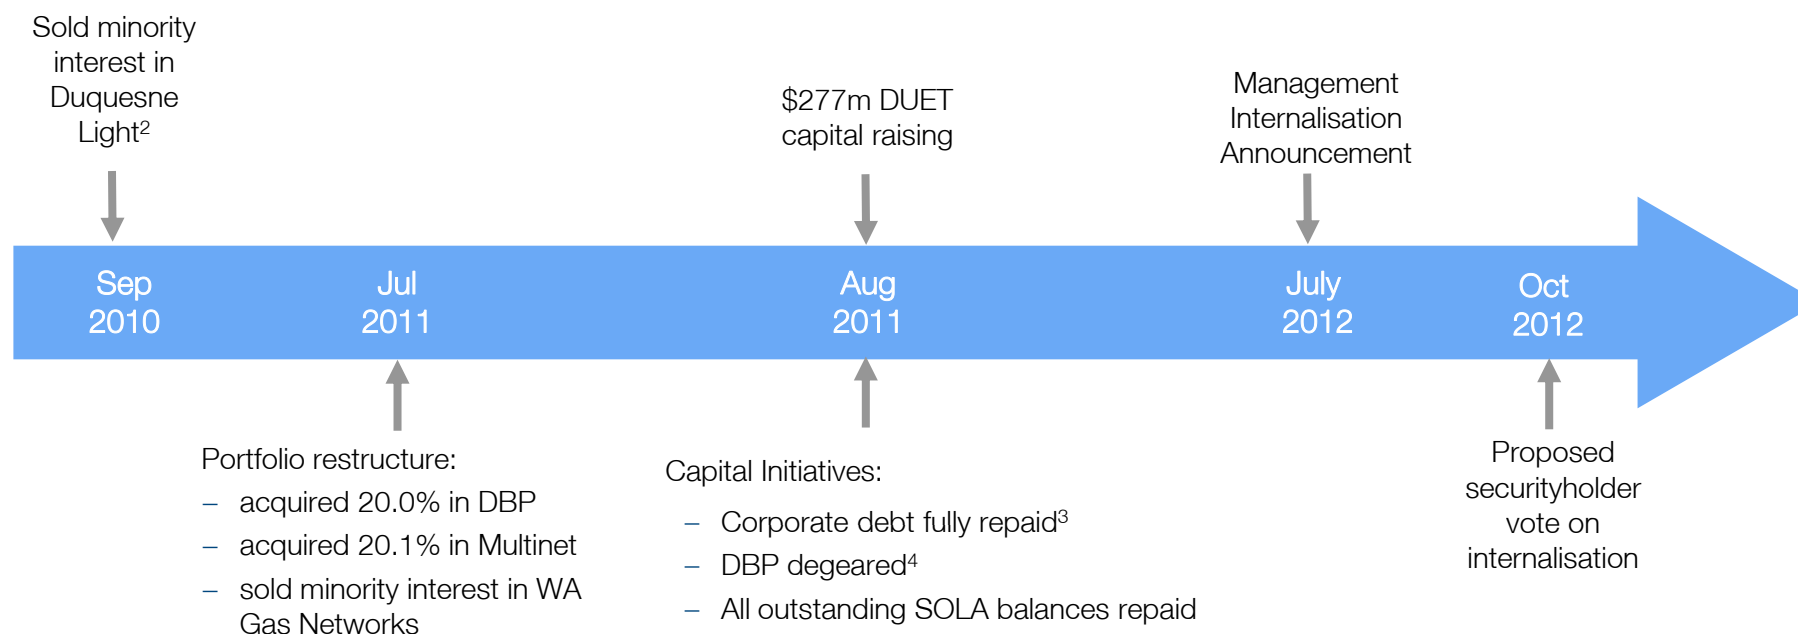 Sold minority
interest in
Duquesne
Light²
$277m DUET
capital raising
Management
Internalisation
Announcement
Sep
2010
Jul
2011
Aug
2011
July
2012
Oct
2012
Portfolio restructure:
– acquired 20.0% in DBP
– acquired 20.1% in Multinet
– sold minority interest in WA
Gas Networks
Capital Initiatives:
– Corporate debt fully repaid³
– DBP degeared⁴
– All outstanding SOLA balances repaid
Proposed
securityholder
vote on
internalisation